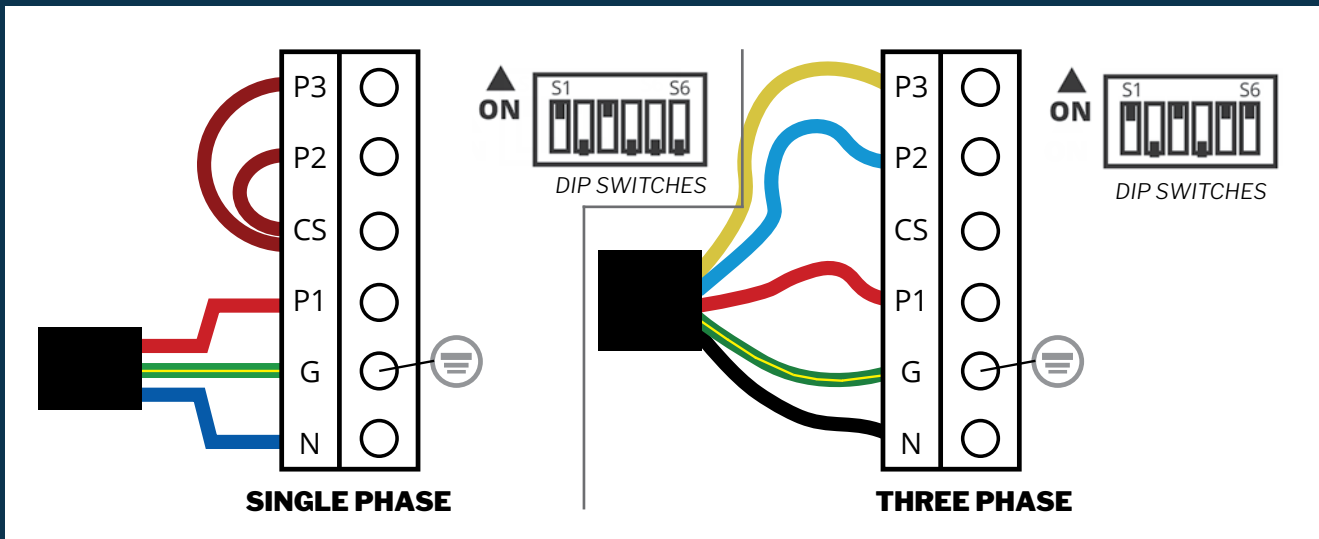 P3
P2
CS
P1
G
N
SINGLE PHASE
ON
S1 S6
DIP SWITCHES
P3
P2
CS
P1
G
N
THREE PHASE
ON
S1 S6
DIP SWITCHES